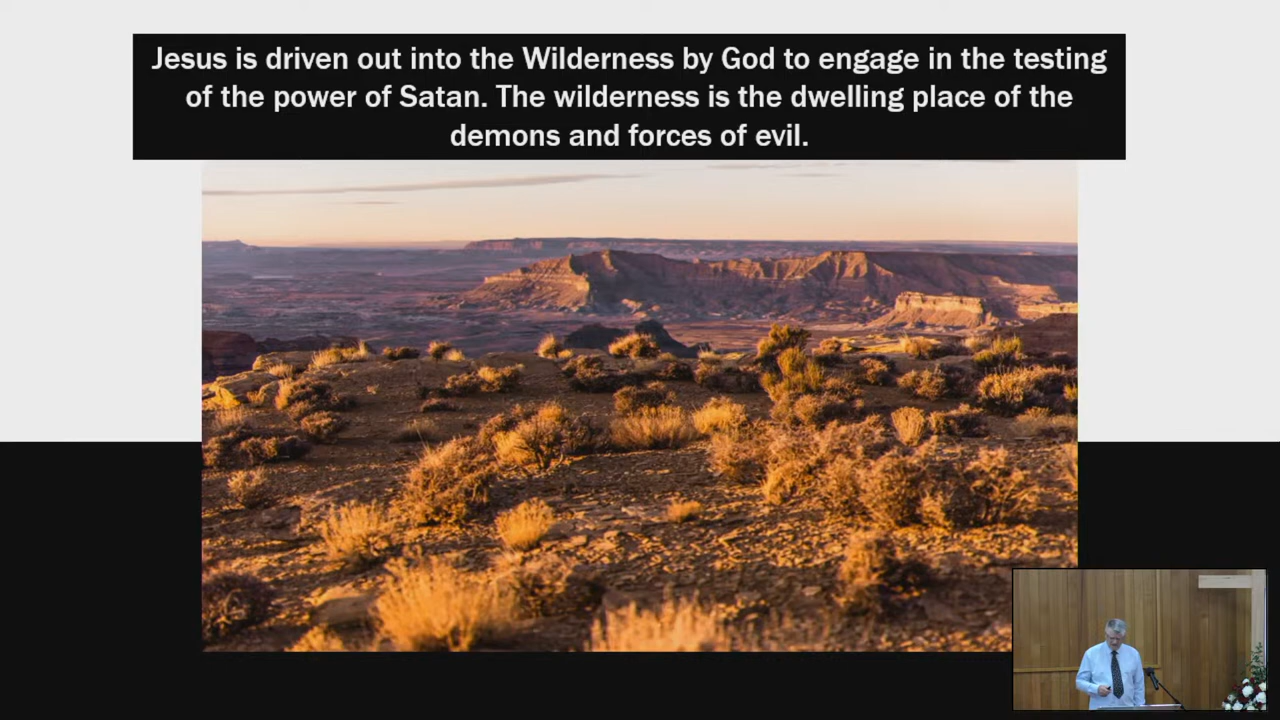 Jesus is driven out into the Wilderness by God to engage in the testing
of the power of Satan. The wilderness is the dwelling place of the
demons and forces of evil.